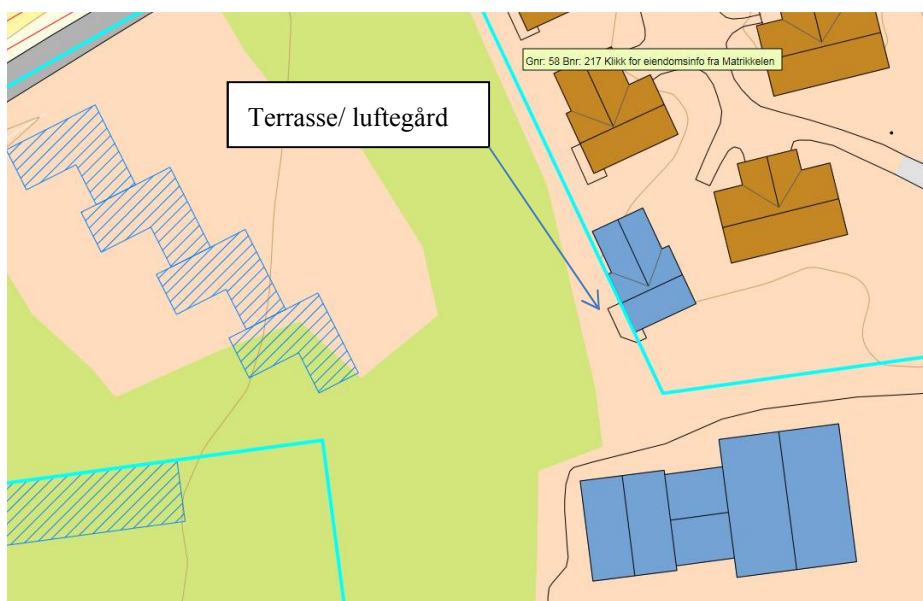 Gnr: 58 Bnr: 217 Klikk for eiendomsinfo fra Matrikkelen
Terrasse/ luftegård